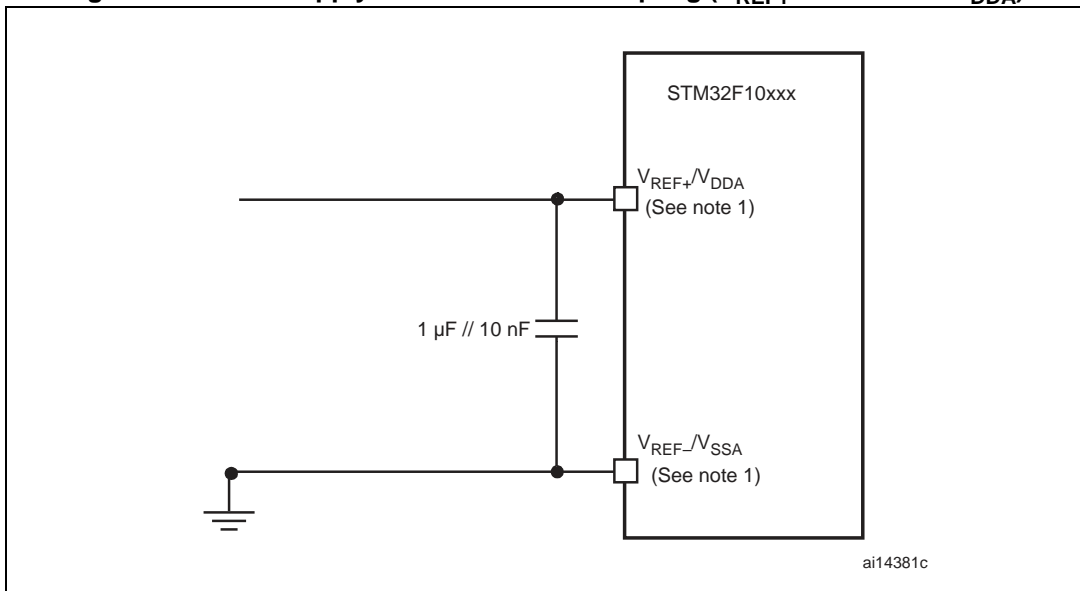 STM32F10xxx
VREF+/VDDA
(See note 1)
1 µF // 10 nF
VREF–/VSSA
(See note 1)
ai14381c